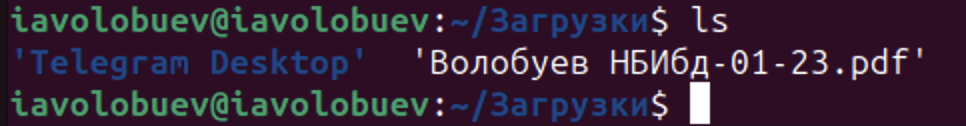 iavolobuev@iavolobuev:~/Загрузки$ ls
'Telegram Desktop'  'Волобуев НБИбд-01-23.pdf'
iavolobuev@iavolobuev:~/Загрузки$